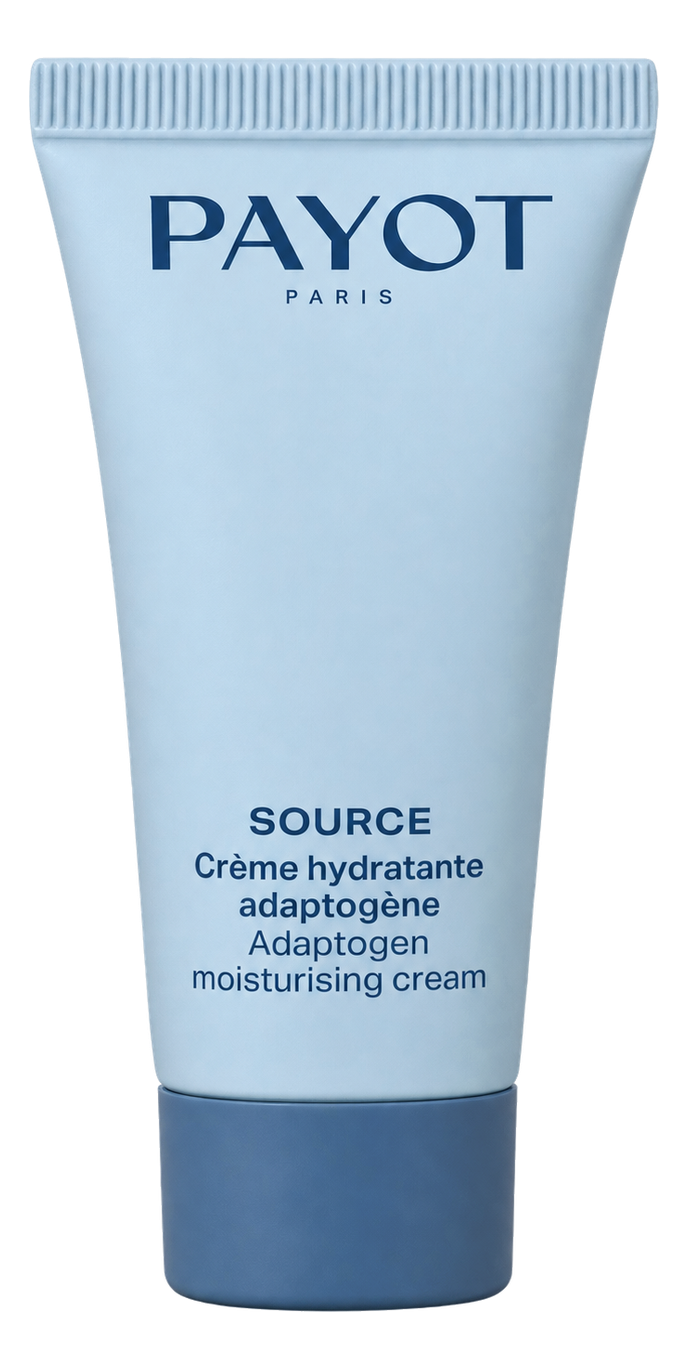 PAYOT
PARIS
SOURCE
Crème hydratante
adaptogène
Adaptogen
moisturising cream